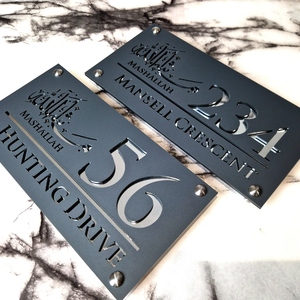 MASHALLAH
56
HUNTING DRIVE
MASHALLAH
234
MANSELL CRESCENT